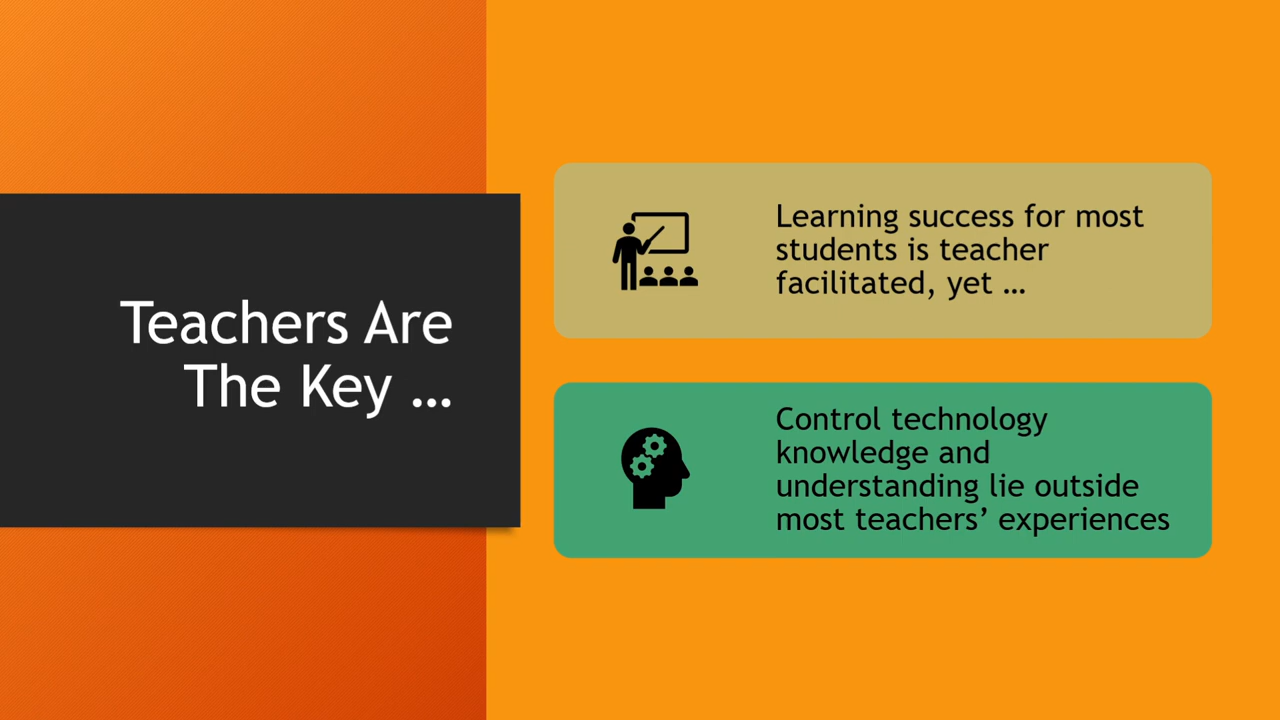 Teachers Are
The Key …
Learning success for most
students is teacher
facilitated, yet …
Control technology
knowledge and
understanding lie outside
most teachers’ experiences